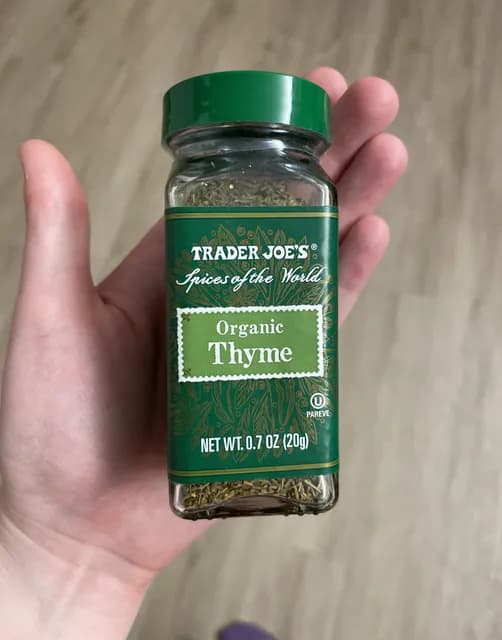 TRADER JOE'S®
Spices of the World
Organic
Thyme
U
PAREVE
NET WT. 0.7 OZ (20g)